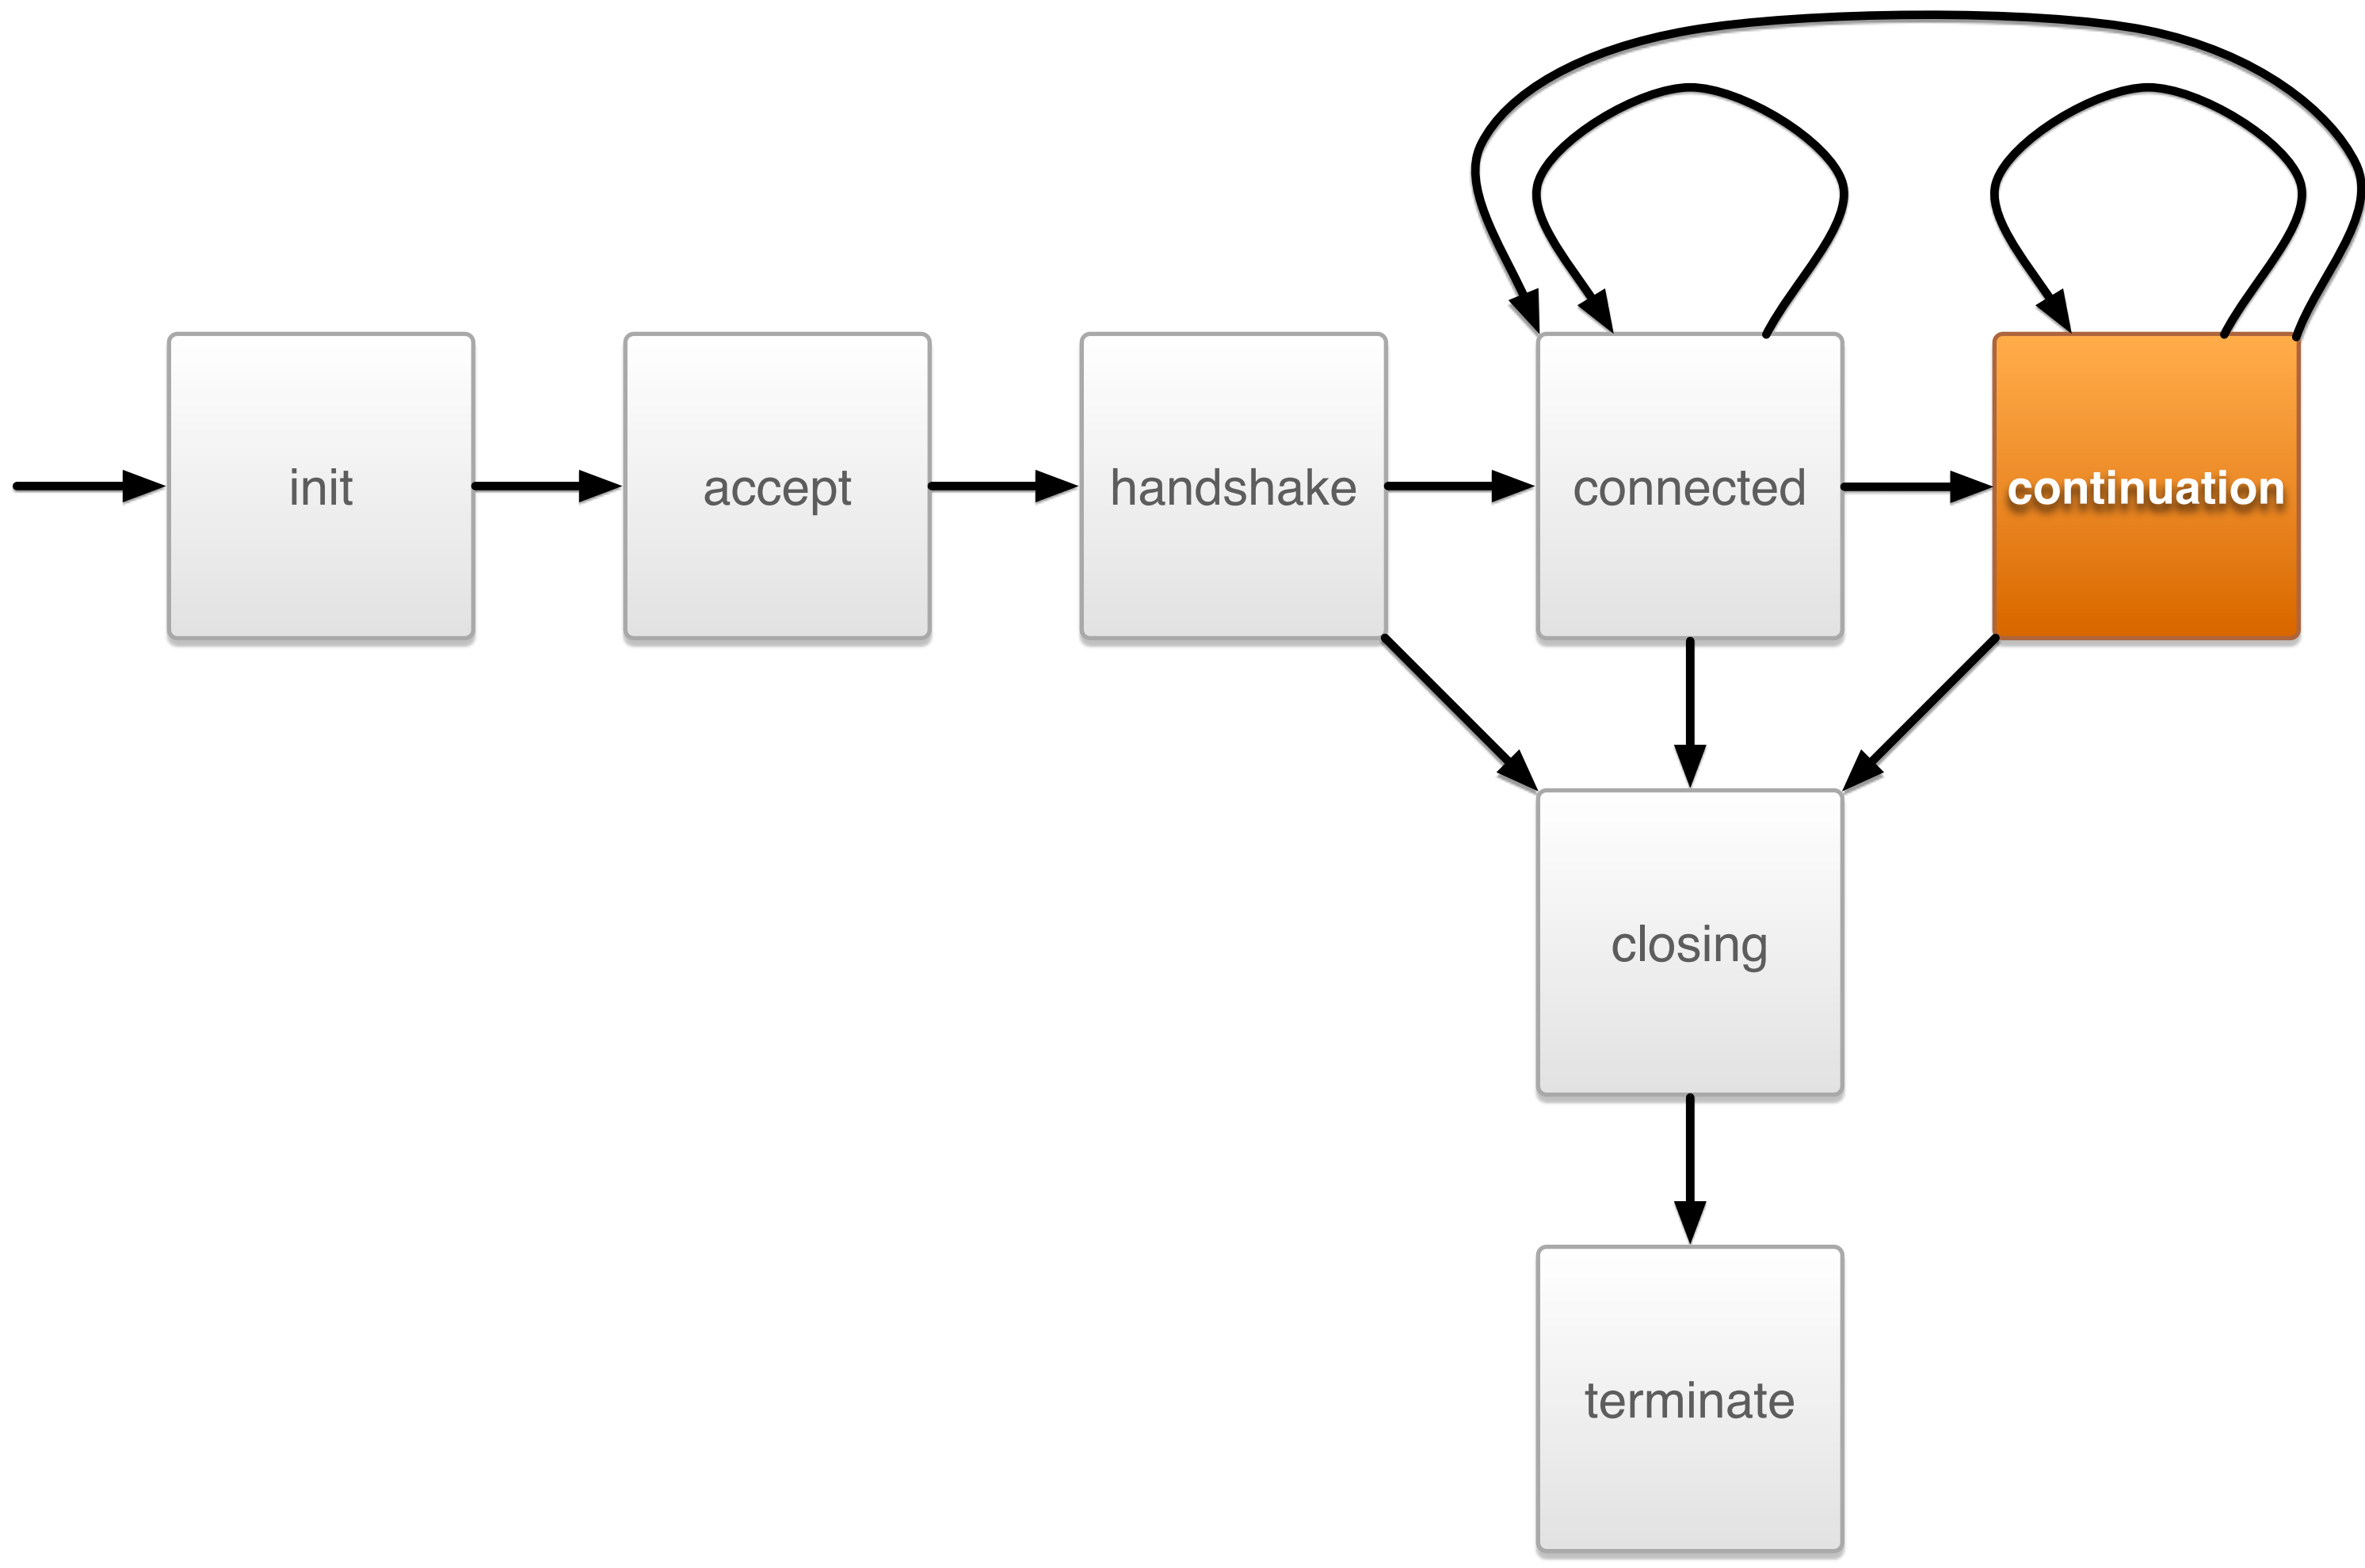 init
accept
handshake
connected
continuation
closing
terminate